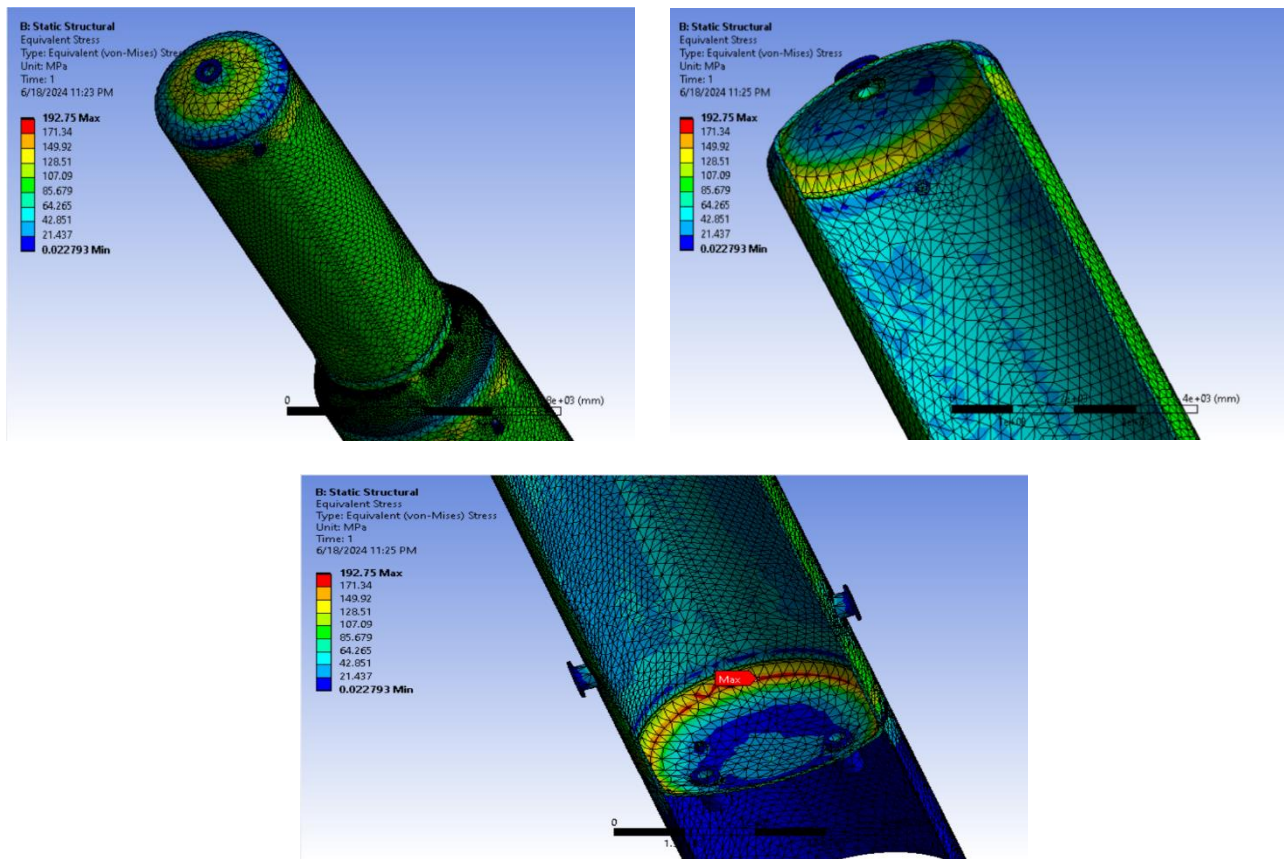 B: Static Structural
Equivalent Stress
Type: Equivalent (von-Mises) Stress
Unit: MPa
Time: 1
6/18/2024 11:23 PM
192.75 Max
171.34
149.92
128.51
107.09
85.679
64.265
42.851
21.437
0.022793 Min
0
8e+03 (mm)
B: Static Structural
Equivalent Stress
Type: Equivalent (von-Mises) Stress
Unit: MPa
Time: 1
6/18/2024 11:25 PM
192.75 Max
171.34
149.92
128.51
107.09
85.679
64.265
42.851
21.437
0.022793 Min
4e+03 (mm)
B: Static Structural
Equivalent Stress
Type: Equivalent (von-Mises) Stress
Unit: MPa
Time: 1
6/18/2024 11:25 PM
192.75 Max
171.34
149.92
128.51
107.09
85.679
64.265
42.851
21.437
0.022793 Min
Max
0